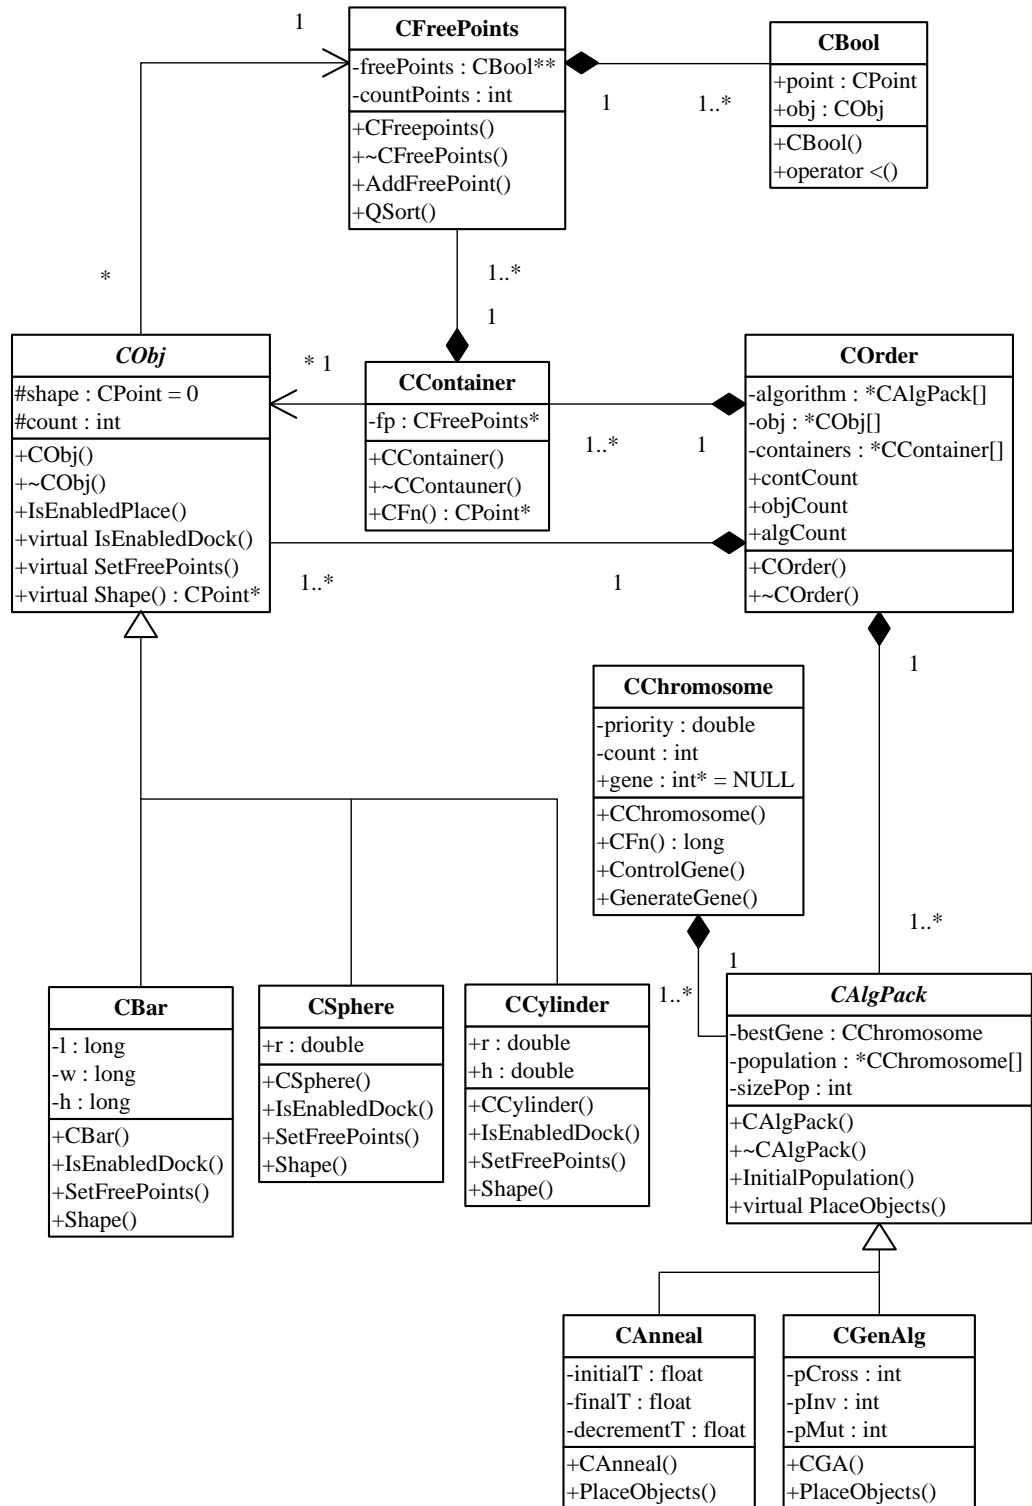 1
CFreePoints
-freePoints : CBool**
-countPoints : int
+CFreepoints()
+~CFreePoints()
+AddFreePoint()
+QSort()
1
1..*
CBool
+point : CPoint
+obj : CObj
+CBool()
+operator <()
*
1..*
1
CObj
#shape : CPoint = 0
#count : int
+CObj()
+~CObj()
+IsEnabledPlace()
+virtual IsEnabledDock()
+virtual SetFreePoints()
+virtual Shape() : CPoint*
* 1
CContainer
-fp : CFreePoints*
+CContainer()
+~CContauner()
+CFn() : CPoint*
1..*
1
COrder
-algorithm : *CAlgPack[]
-obj : *CObj[]
-containers : *CContainer[]
+contCount
+objCount
+algCount
+COrder()
+~COrder()
1..*
1
1
CChromosome
-priority : double
-count : int
+gene : int* = NULL
+CChromosome()
+CFn() : long
+ControlGene()
+GenerateGene()
1..*
1
1..*
CBar
-l : long
-w : long
-h : long
+CBar()
+IsEnabledDock()
+SetFreePoints()
+Shape()
CSphere
+r : double
+CSphere()
+IsEnabledDock()
+SetFreePoints()
+Shape()
CCylinder
+r : double
+h : double
+CCylinder()
+IsEnabledDock()
+SetFreePoints()
+Shape()
CAlgPack
-bestGene : CChromosome
-population : *CChromosome[]
-sizePop : int
+CAlgPack()
+~CAlgPack()
+InitialPopulation()
+virtual PlaceObjects()
CAnneal
-initialT : float
-finalT : float
-decrementT : float
+CAnneal()
+PlaceObjects()
CGenAlg
-pCross : int
-pInv : int
-pMut : int
+CGA()
+PlaceObjects()